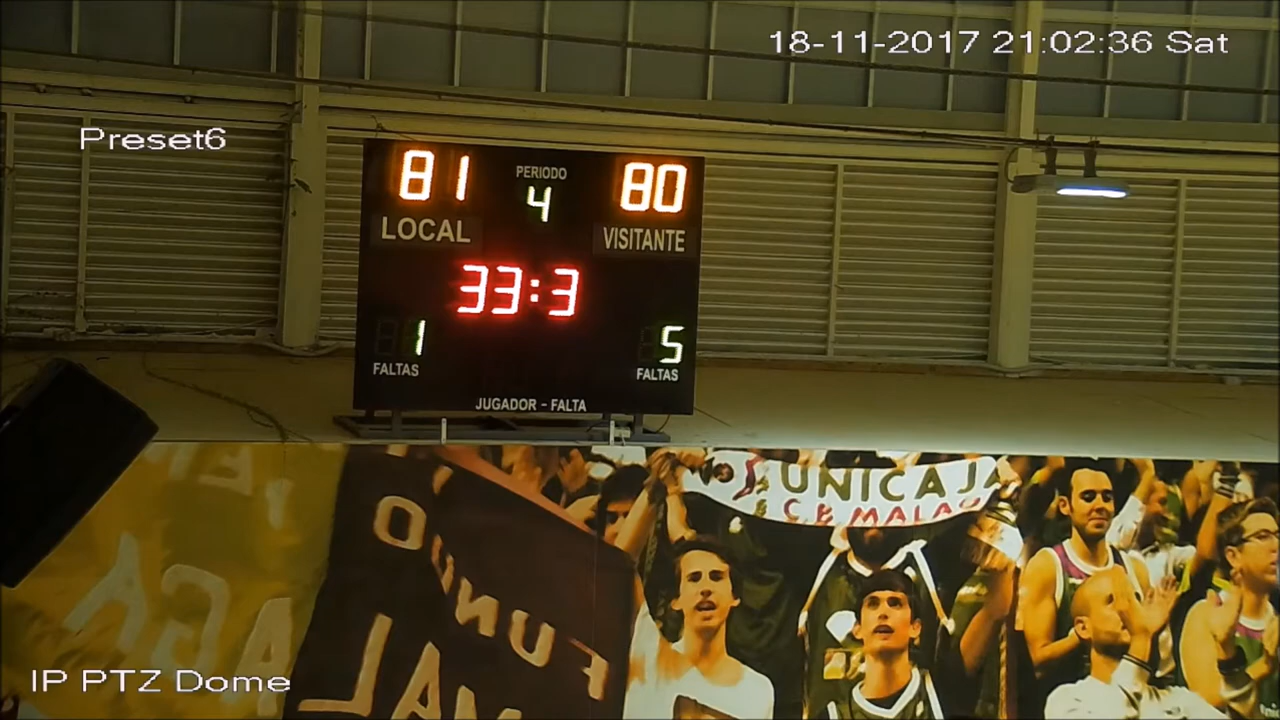 18-11-2017 21:02:36 Sat
Preset6
81 PERIODO 80
4
LOCAL VISITANTE
33:3
1 5
FALTAS FALTAS
JUGADOR - FALTA
UNICAJA
C.B. MALAG
IP PTZ Dome